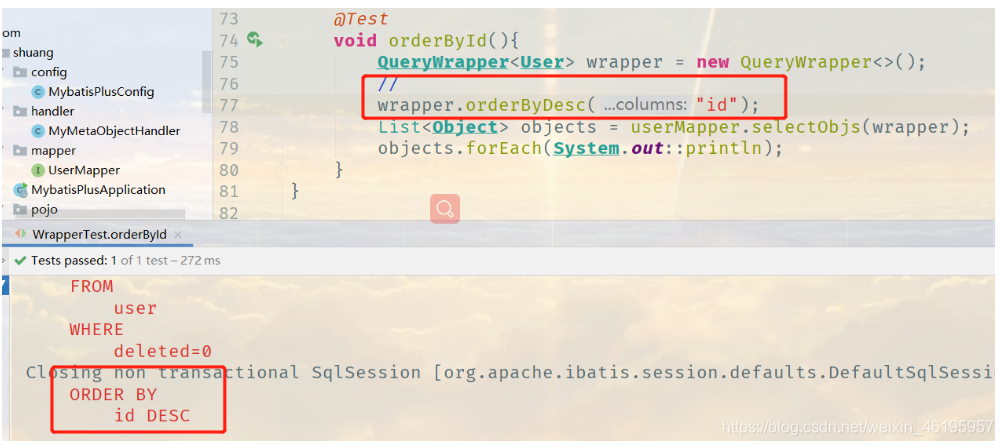 om
shuang
config
MybatisPlusConfig
handler
MyMetaObjectHandler
mapper
UserMapper
MybatisPlusApplication
pojo
73 @Test
74 void orderById(){
75 QueryWrapper<User> wrapper = new QueryWrapper<>();
76 //
77 wrapper.orderByDesc( ...columns: "id");
78 List<Object> objects = userMapper.selectObjs(wrapper);
79 objects.forEach(System.out::println);
80 }
81 }
82
WrapperTest.orderById ×
Tests passed: 1 of 1 test – 272 ms
FROM
user
WHERE
deleted=0
Closing non transactional SqlSession [org.apache.ibatis.session.defaults.DefaultSqlSessi
ORDER BY
id DESC
https://blog.csdn.net/weixin_46195957